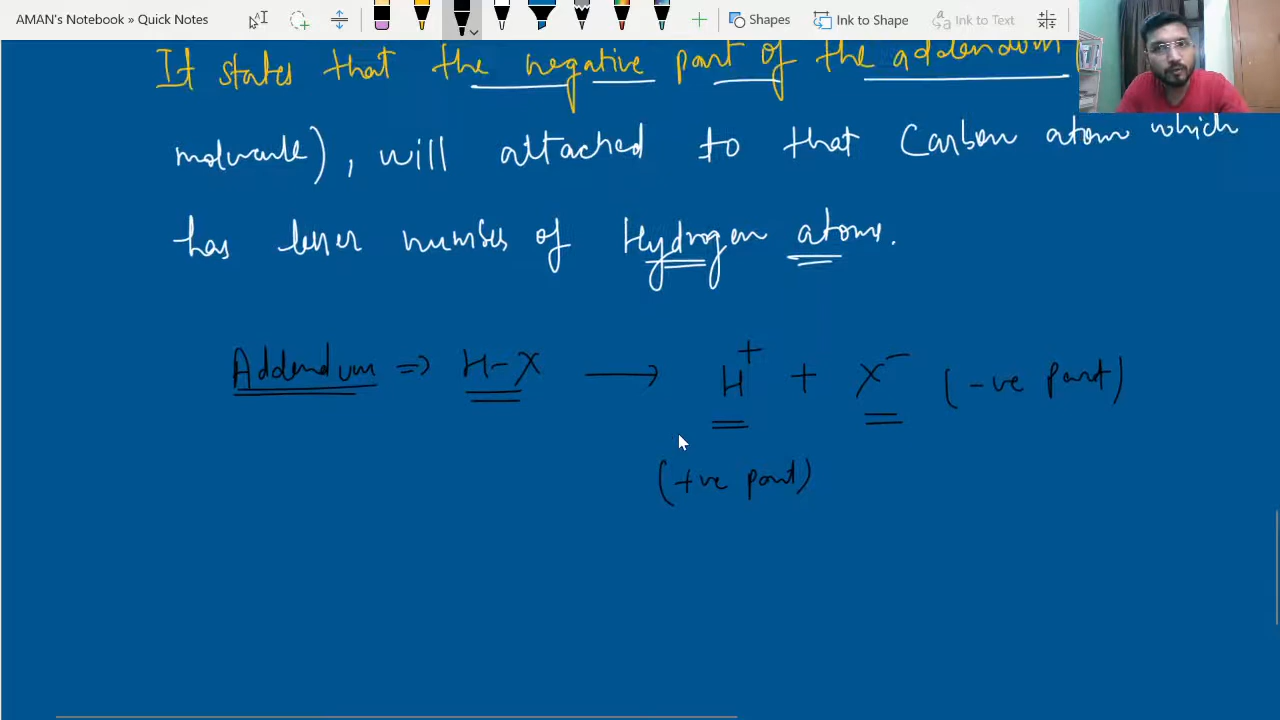 AMAN's Notebook » Quick Notes
Shapes
Ink to Shape
Ink to Text
It states that the negative part of the addendum (
molecule), will attached to that Carbon atom which
has lesser number of Hydrogen atoms.
Addendum => H-X ⟶ H⁺ + X⁻ (-ve part)
(+ve part)